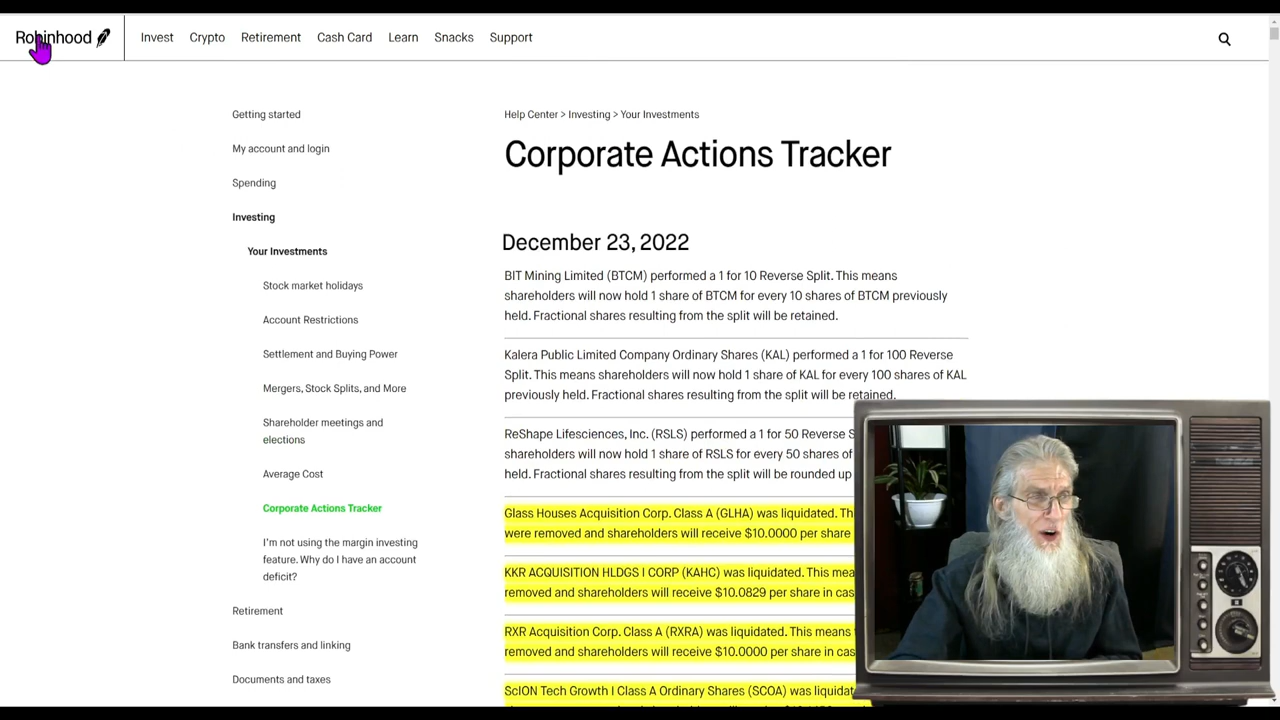 Robinhood
Invest
Crypto
Retirement
Cash Card
Learn
Snacks
Support
Getting started
My account and login
Spending
Investing
Your Investments
Stock market holidays
Account Restrictions
Settlement and Buying Power
Mergers, Stock Splits, and More
Shareholder meetings and
elections
Average Cost
Corporate Actions Tracker
I'm not using the margin investing
feature. Why do I have an account
deficit?
Retirement
Bank transfers and linking
Documents and taxes
Help Center > Investing > Your Investments
Corporate Actions Tracker
December 23, 2022
BIT Mining Limited (BTCM) performed a 1 for 10 Reverse Split. This means
shareholders will now hold 1 share of BTCM for every 10 shares of BTCM previously
held. Fractional shares resulting from the split will be retained.
Kalera Public Limited Company Ordinary Shares (KAL) performed a 1 for 100 Reverse
Split. This means shareholders will now hold 1 share of KAL for every 100 shares of KAL
previously held. Fractional shares resulting from the split will be retained.
ReShape Lifesciences, Inc. (RSLS) performed a 1 for 50 Reverse S
shareholders will now hold 1 share of RSLS for every 50 shares of
held. Fractional shares resulting from the split will be rounded up
Glass Houses Acquisition Corp. Class A (GLHA) was liquidated. Th
were removed and shareholders will receive $10.0000 per share
KKR ACQUISITION HLDGS I CORP (KAHC) was liquidated. This mea
removed and shareholders will receive $10.0829 per share in cas
RXR Acquisition Corp. Class A (RXRA) was liquidated. This means
removed and shareholders will receive $10.0000 per share in cas
ScION Tech Growth I Class A Ordinary Shares (SCOA) was liquidat